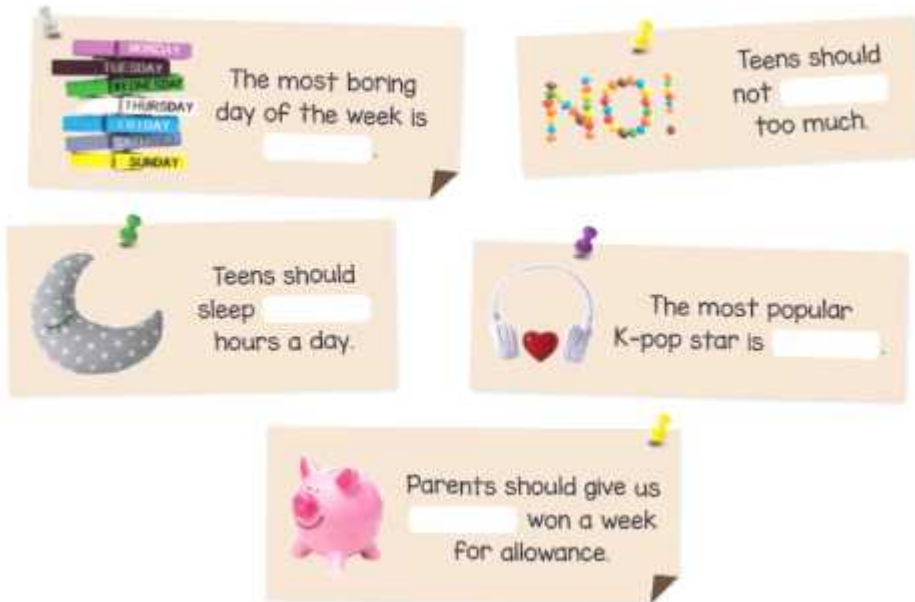 MONDAY
TUESDAY
WEDNESDAY
THURSDAY
FRIDAY
SUNDAY
The most boring
day of the week is
.
NO!
Teens should
not
too much.
Teens should
sleep
hours a day.
The most popular
K-pop star is .
Parents should give us
won a week
for allowance.